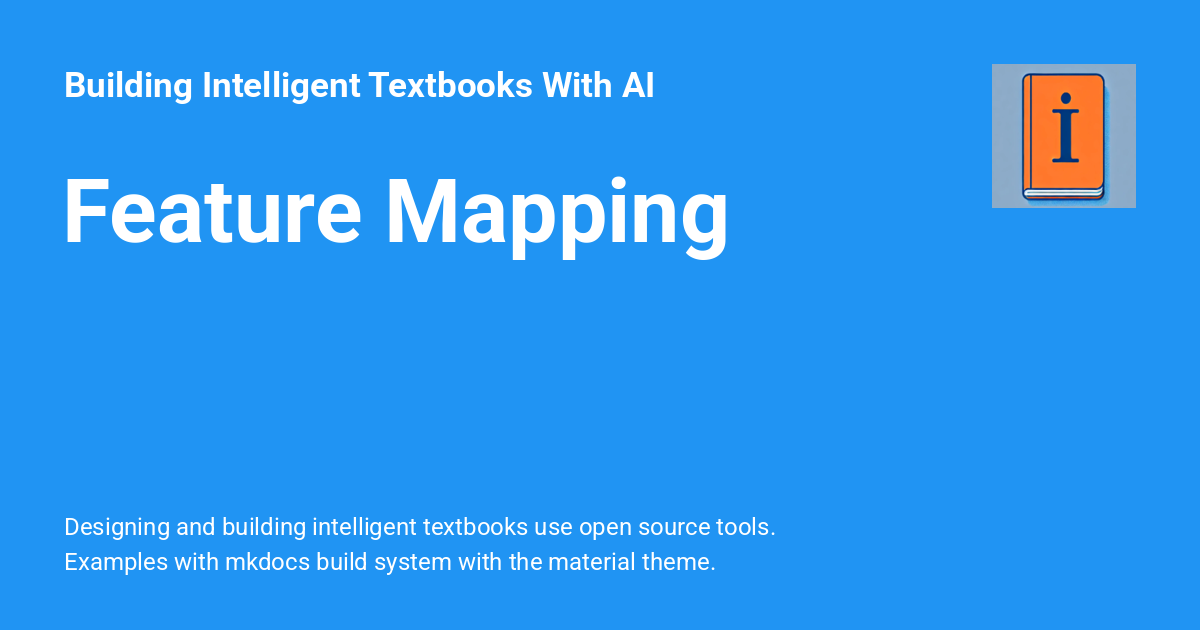 Building Intelligent Textbooks With AI
i
Feature Mapping
Designing and building intelligent textbooks use open source tools.
Examples with mkdocs build system with the material theme.